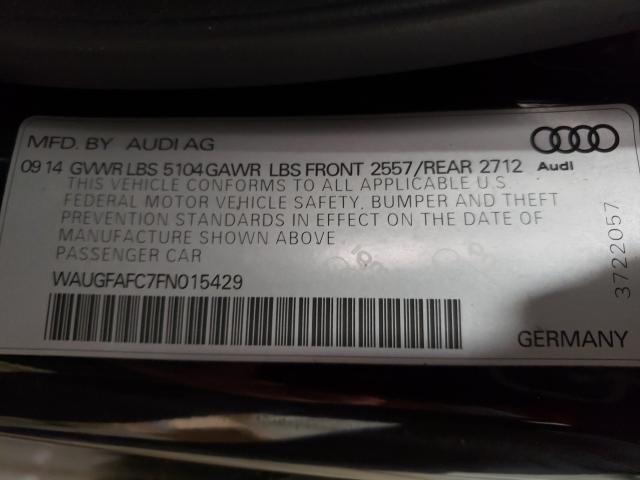 MFD. BY AUDI AG
09 14 GVWR LBS 5104 GAWR LBS FRONT 2557/REAR 2712
Audi
THIS VEHICLE CONFORMS TO ALL APPLICABLE U.S.
FEDERAL MOTOR VEHICLE SAFETY, BUMPER AND THEFT
PREVENTION STANDARDS IN EFFECT ON THE DATE OF
MANUFACTURE SHOWN ABOVE
PASSENGER CAR
WAUGFAFC7FN015429
3722057
GERMANY